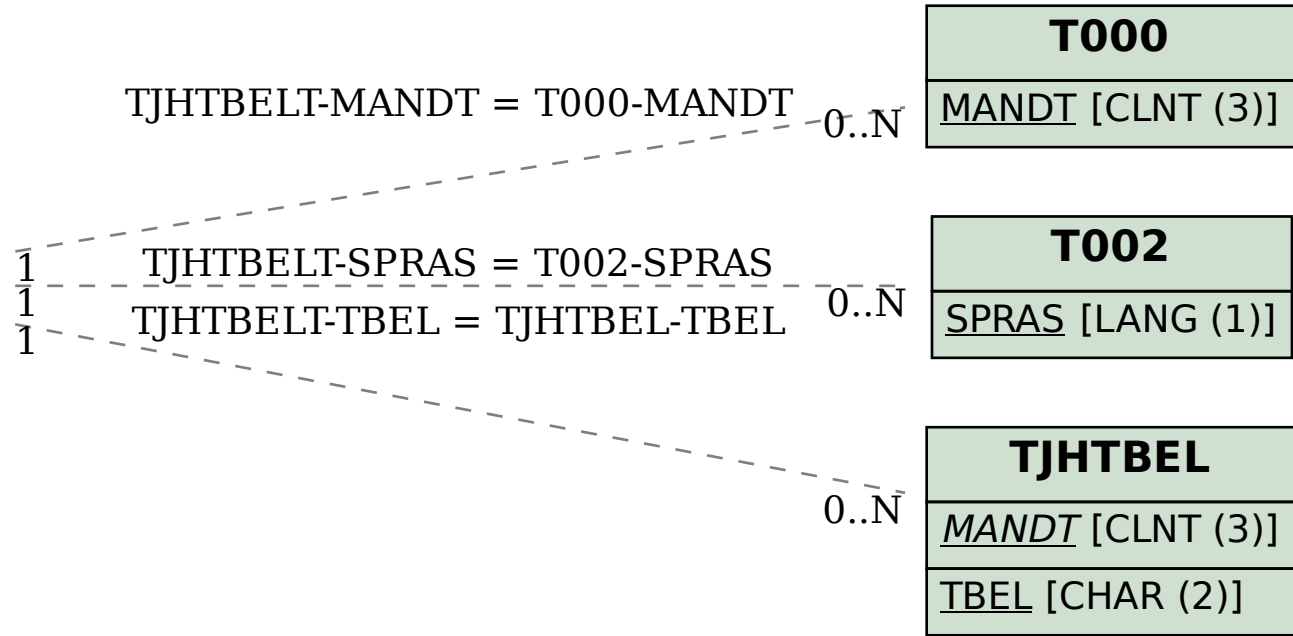 T000
MANDT [CLNT (3)]
TJHTBELT-MANDT = T000-MANDT
0..N
1
T002
SPRAS [LANG (1)]
TJHTBELT-SPRAS = T002-SPRAS
0..N
1
TJHTBELT-TBEL = TJHTBEL-TBEL
1
0..N
TJHTBEL
MANDT [CLNT (3)]
TBEL [CHAR (2)]